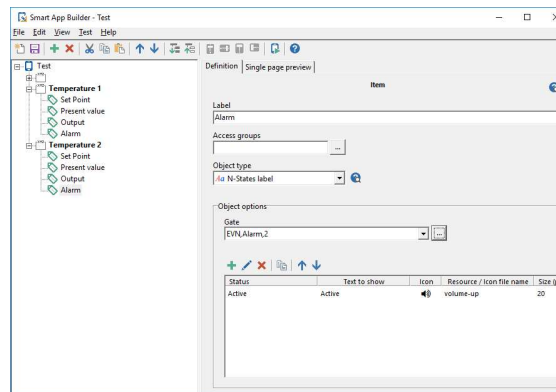 Smart App Builder - Test
File Edit View Test Help
Test
Temperature 1
Set Point
Present value
Output
Alarm
Temperature 2
Set Point
Present value
Output
Alarm
Definition
Single page preview
Item
Label
Alarm
Access groups
...
Object type
Aa N-States label
Object options
Gate
EVN,Alarm,2
...
Status Text to show Icon Resource / Icon file name Size (p
Active Active volume-up 20